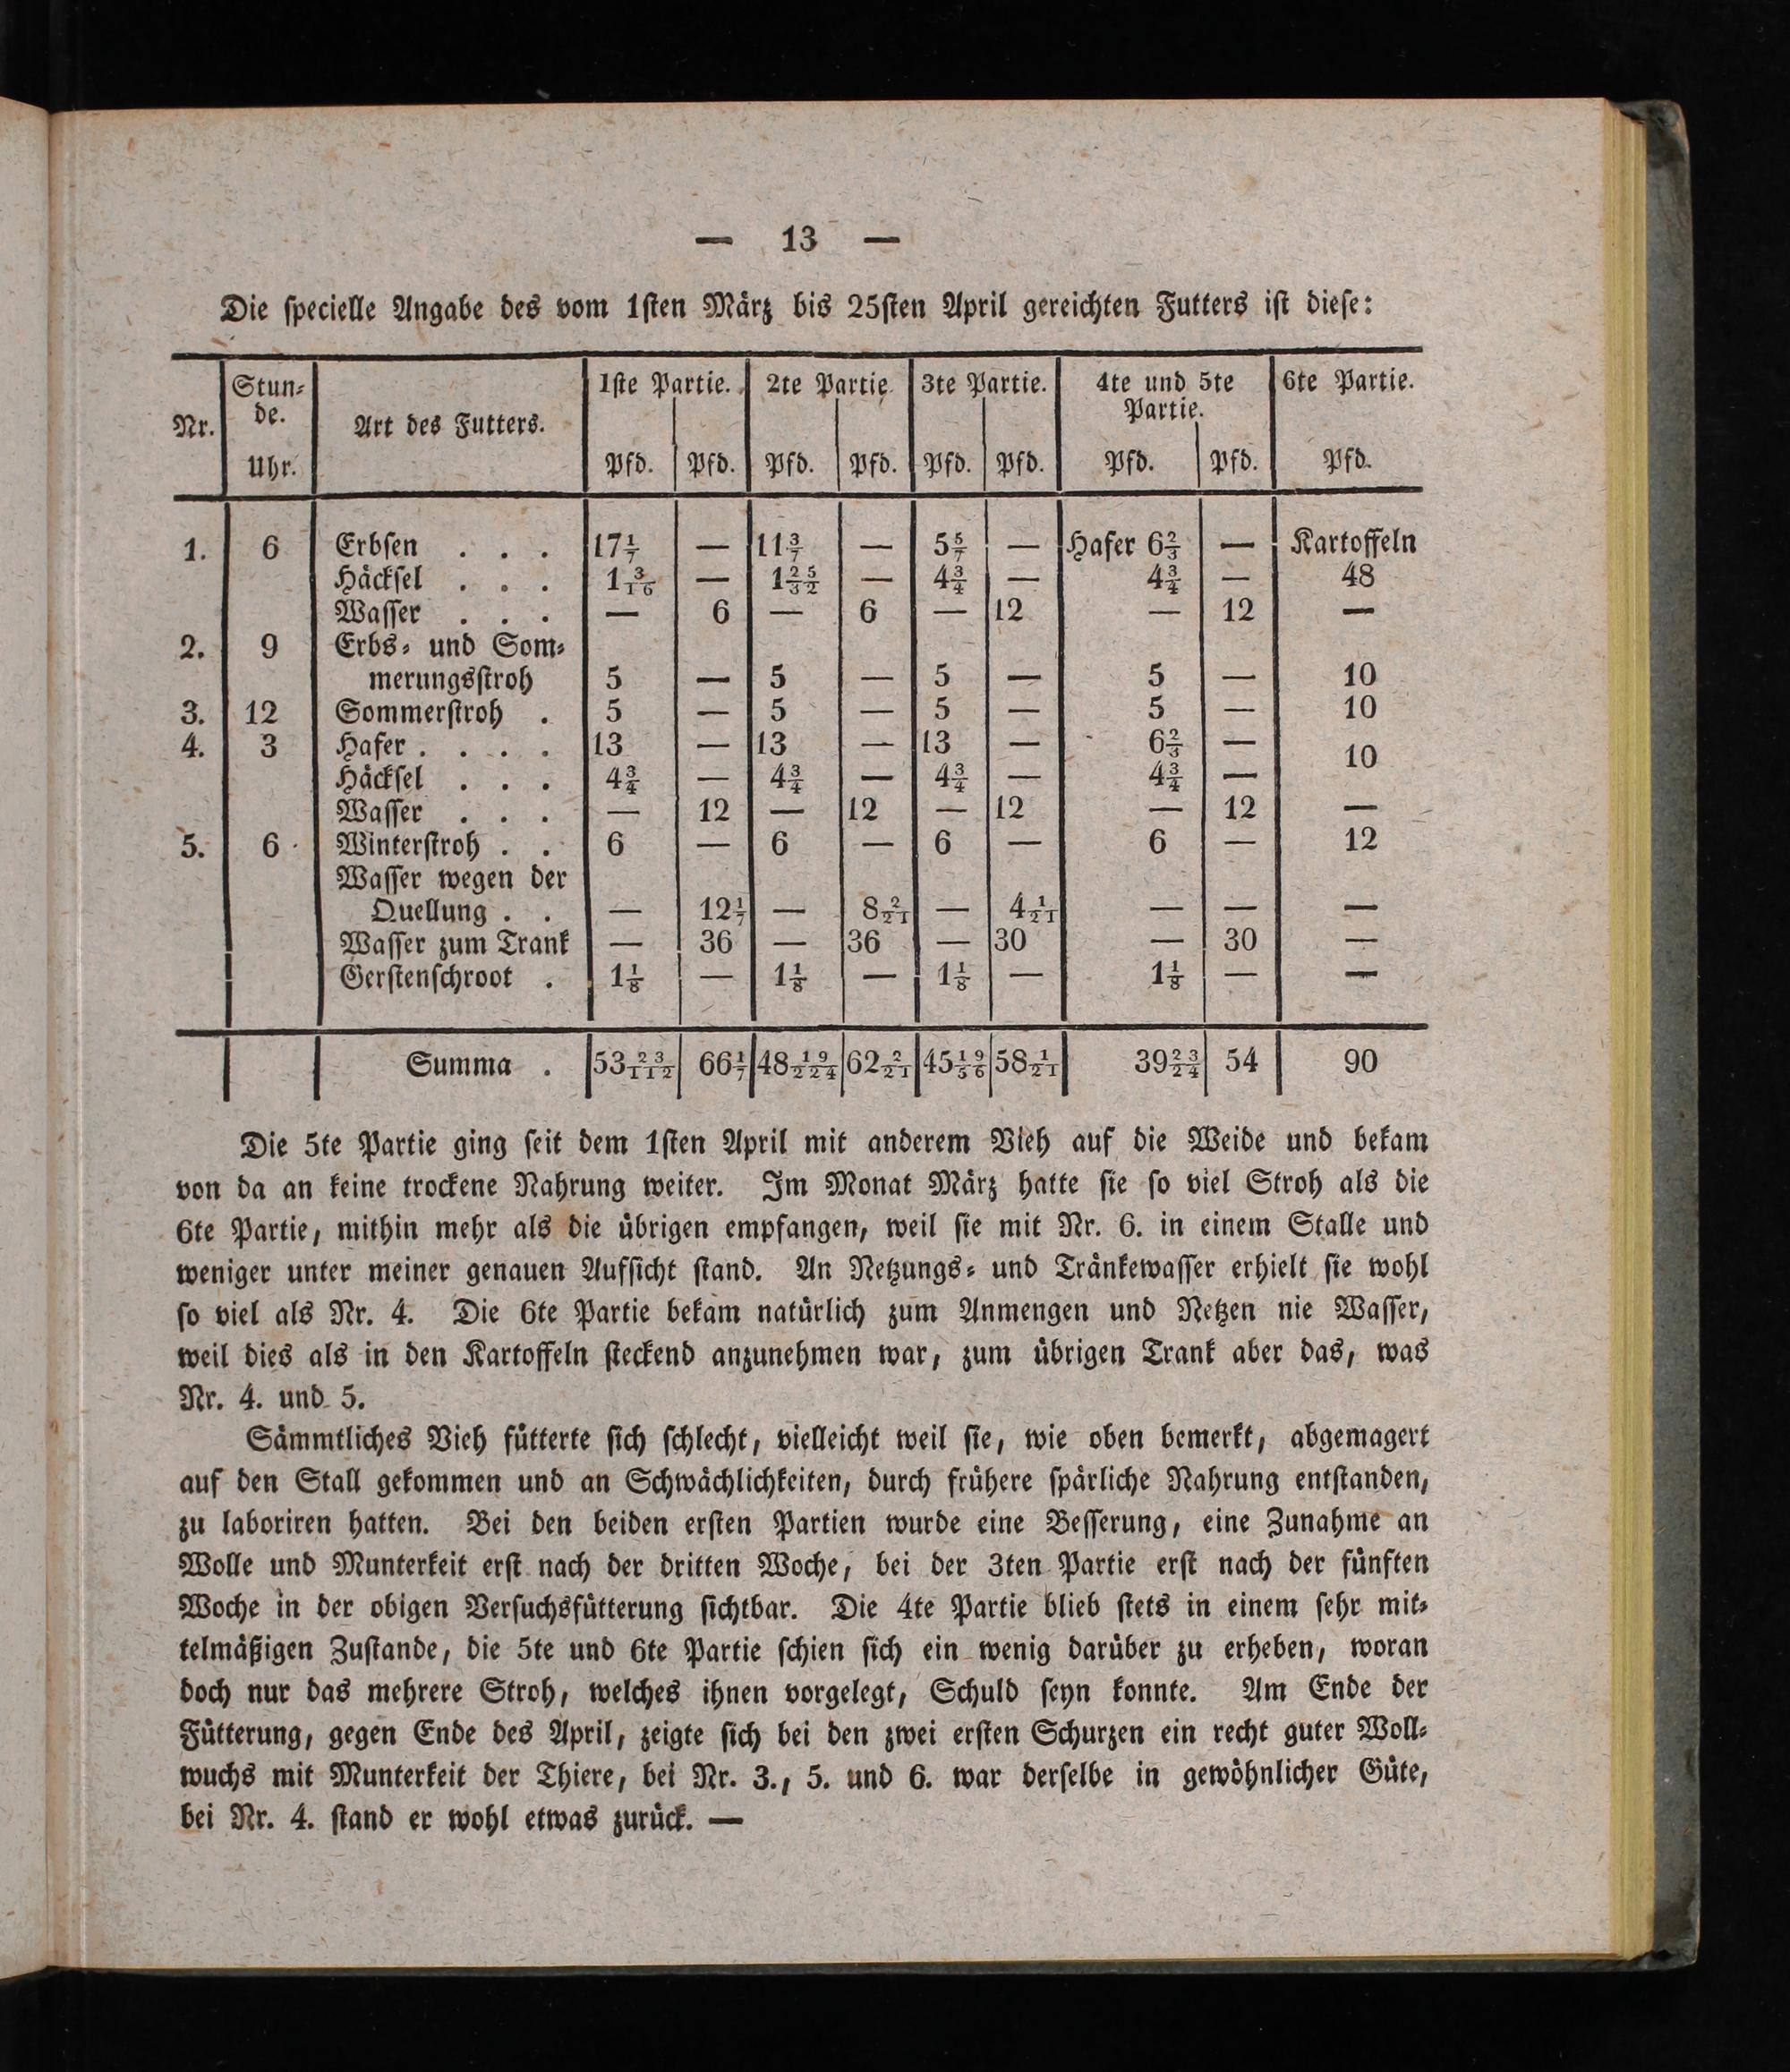 — 13 —
Die ſpecielle Angabe des vom 1ſten März bis 25ſten April gereichten Futters iſt dieſe:
Nr. | Stun⸗de. Uhr. | Art des Futters. | 1ſte Partie. | 2te Partie. | 3te Partie. | 4te und 5te Partie. | 6te Partie.
Pfd. | Pfd. | Pfd. | Pfd. | Pfd. | Pfd. | Pfd. | Pfd. | Pfd.
1. | 6 | Erbſen . . . | 17 1/7 | — | 11 3/7 | — | 5 5/7 | — | Hafer 6 2/3 | — | Kartoffeln
Häckſel . . . | 1 3/16 | — | 1 25/32 | — | 4 3/4 | — | 4 3/4 | — | 48
Waſſer . . . | — | 6 | — | 6 | — | 12 | — | 12 | —
2. | 9 | Erbs⸗ und Som⸗
merungsſtroh | 5 | — | 5 | — | 5 | — | 5 | — | 10
3. | 12 | Sommerſtroh . | 5 | — | 5 | — | 5 | — | 5 | — | 10
4. | 3 | Hafer . . . . | 13 | — | 13 | — | 13 | — | 6 2/3 | — | 10
Häckſel . . . | 4 3/4 | — | 4 3/4 | — | 4 3/4 | — | 4 3/4 | —
Waſſer . . . | — | 12 | — | 12 | — | 12 | — | 12 | —
5. | 6 | Winterſtroh . . | 6 | — | 6 | — | 6 | — | 6 | — | 12
Waſſer wegen der
Quellung . . | — | 12 1/7 | — | 8 2/21 | — | 4 1/21 | — | — | —
Waſſer zum Trank | — | 36 | — | 36 | — | 30 | — | 30 | —
Gerſtenſchroot . | 1 1/8 | — | 1 1/8 | — | 1 1/8 | — | 1 1/8 | — | —
Summa . | 53 23/112 | 66 1/7 | 48 19/224 | 62 2/21 | 45 19/56 | 58 1/21 | 39 23/24 | 54 | 90
Die 5te Partie ging ſeit dem 1ſten April mit anderem Vieh auf die Weide und bekam
von da an keine trockene Nahrung weiter. Im Monat März hatte ſie ſo viel Stroh als die
6te Partie, mithin mehr als die übrigen empfangen, weil ſie mit Nr. 6. in einem Stalle und
weniger unter meiner genauen Aufſicht ſtand. An Netzungs⸗ und Tränkewaſſer erhielt ſie wohl
ſo viel als Nr. 4. Die 6te Partie bekam natürlich zum Anmengen und Netzen nie Waſſer,
weil dies als in den Kartoffeln ſteckend anzunehmen war, zum übrigen Trank aber das, was
Nr. 4. und 5.
Sämmtliches Vieh fütterte ſich ſchlecht, vielleicht weil ſie, wie oben bemerkt, abgemagert
auf den Stall gekommen und an Schwächlichkeiten, durch frühere ſpärliche Nahrung entſtanden,
zu laboriren hatten. Bei den beiden erſten Partien wurde eine Beſſerung, eine Zunahme an
Wolle und Munterkeit erſt nach der dritten Woche, bei der 3ten Partie erſt nach der fünften
Woche in der obigen Verſuchsfütterung ſichtbar. Die 4te Partie blieb ſtets in einem ſehr mit⸗
telmäßigen Zuſtande, die 5te und 6te Partie ſchien ſich ein wenig darüber zu erheben, woran
doch nur das mehrere Stroh, welches ihnen vorgelegt, Schuld ſeyn konnte. Am Ende der
Fütterung, gegen Ende des April, zeigte ſich bei den zwei erſten Schurzen ein recht guter Woll⸗
wuchs mit Munterkeit der Thiere, bei Nr. 3., 5. und 6. war derſelbe in gewöhnlicher Güte,
bei Nr. 4. ſtand er wohl etwas zurück. —